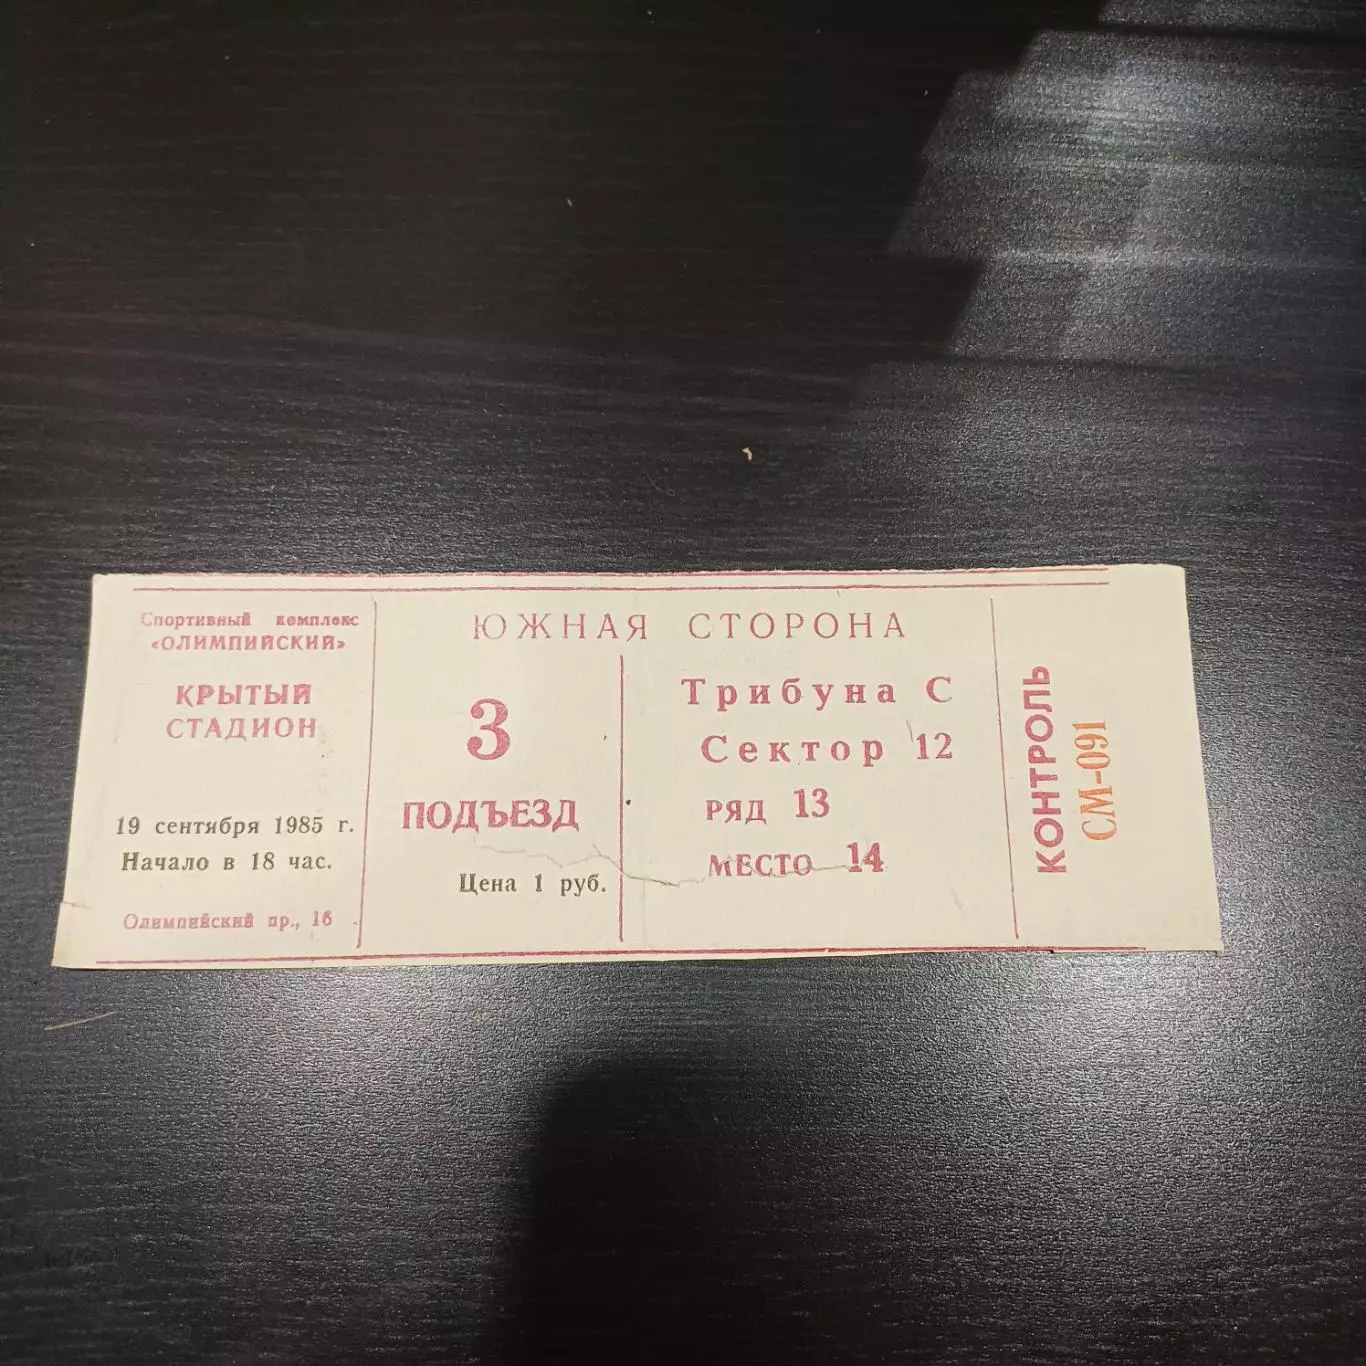 Спортивный комплекс
«ОЛИМПИЙСКИЙ»
КРЫТЫЙ
СТАДИОН
19 сентября 1985 г.
Начало в 18 час.
Олимпийский пр., 16
ЮЖНАЯ СТОРОНА
3
ПОДЪЕЗД
Цена 1 руб.
Трибуна С
Сектор 12
РЯД 13
МЕСТО 14
КОНТРОЛЬ
СМ-091